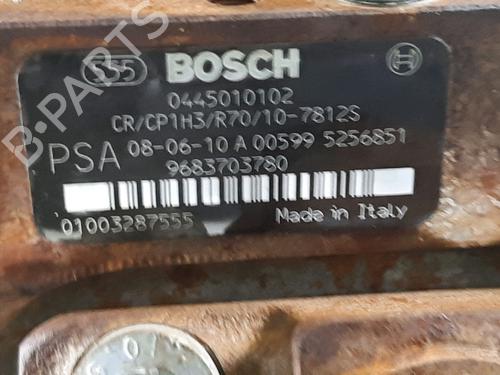 555 BOSCH
0445010102
CR/CP1H3/R70/10-7812S
PSA 08-06-10 A 00599 5256851
9683703780
01003287555 Made in Italy
B-PARTS